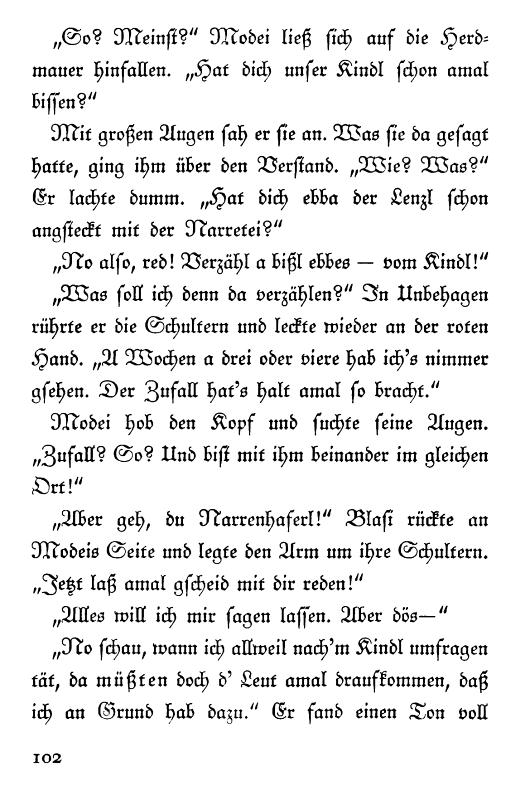 „So? Meinst?“ Modei ließ sich auf die Herd-
mauer hinfallen. „Hat dich unser Kindl schon amal
bissen?“
Mit großen Augen sah er sie an. Was sie da gesagt
hatte, ging ihm über den Verstand. „Wie? Was?“
Er lachte dumm. „Hat dich ebba der Lenzl schon
angsteckt mit der Narretei?“
„No also, red! Verzähl a bißl ebbes — vom Kindl!“
„Was soll ich denn da verzählen?“ In Unbehagen
rührte er die Schultern und leckte wieder an der roten
Hand. „A Wochen a drei oder viere hab ich's nimmer
gsehen. Der Zufall hat's halt amal so bracht.“
Modei hob den Kopf und suchte seine Augen.
„Zufall? So? Und bist mit ihm beinander im gleichen
Ort!“
„Aber geh, du Narrenhaferl!“ Blasi rückte an
Modeis Seite und legte den Arm um ihre Schultern.
„Jetzt laß amal gscheid mit dir reden!“
„Alles will ich mir sagen lassen. Aber dös—“
„No schau, wann ich allweil nach'm Kindl umfragen
tät, da müßten doch d' Leut amal draufkommen, daß
ich an Grund hab dazu.“ Er fand einen Ton voll
102